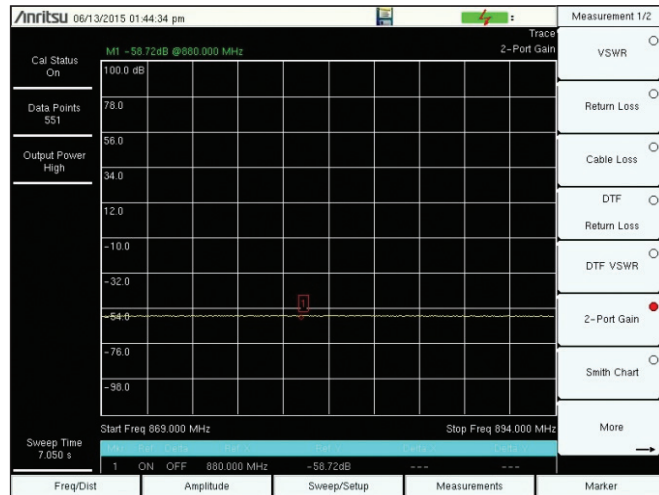 Anritsu 06/13/2015 01:44:34 pm
Trace
M1 -58.72dB @880.000 MHz
2-Port Gain
Cal Status
On
Data Points
551
Output Power
High
100.0 dB
78.0
56.0
34.0
12.0
-10.0
-32.0
1
-54.0
-76.0
-98.0
Start Freq 869.000 MHz
Stop Freq 894.000 MHz
Sweep Time
7.050 s
1 ON OFF 880.000 MHz -58.72dB --- ---
Freq/Dist
Amplitude
Sweep/Setup
Measurements
Marker
Measurement 1/2
VSWR
Return Loss
Cable Loss
DTF
Return Loss
DTF VSWR
2-Port Gain
Smith Chart
More